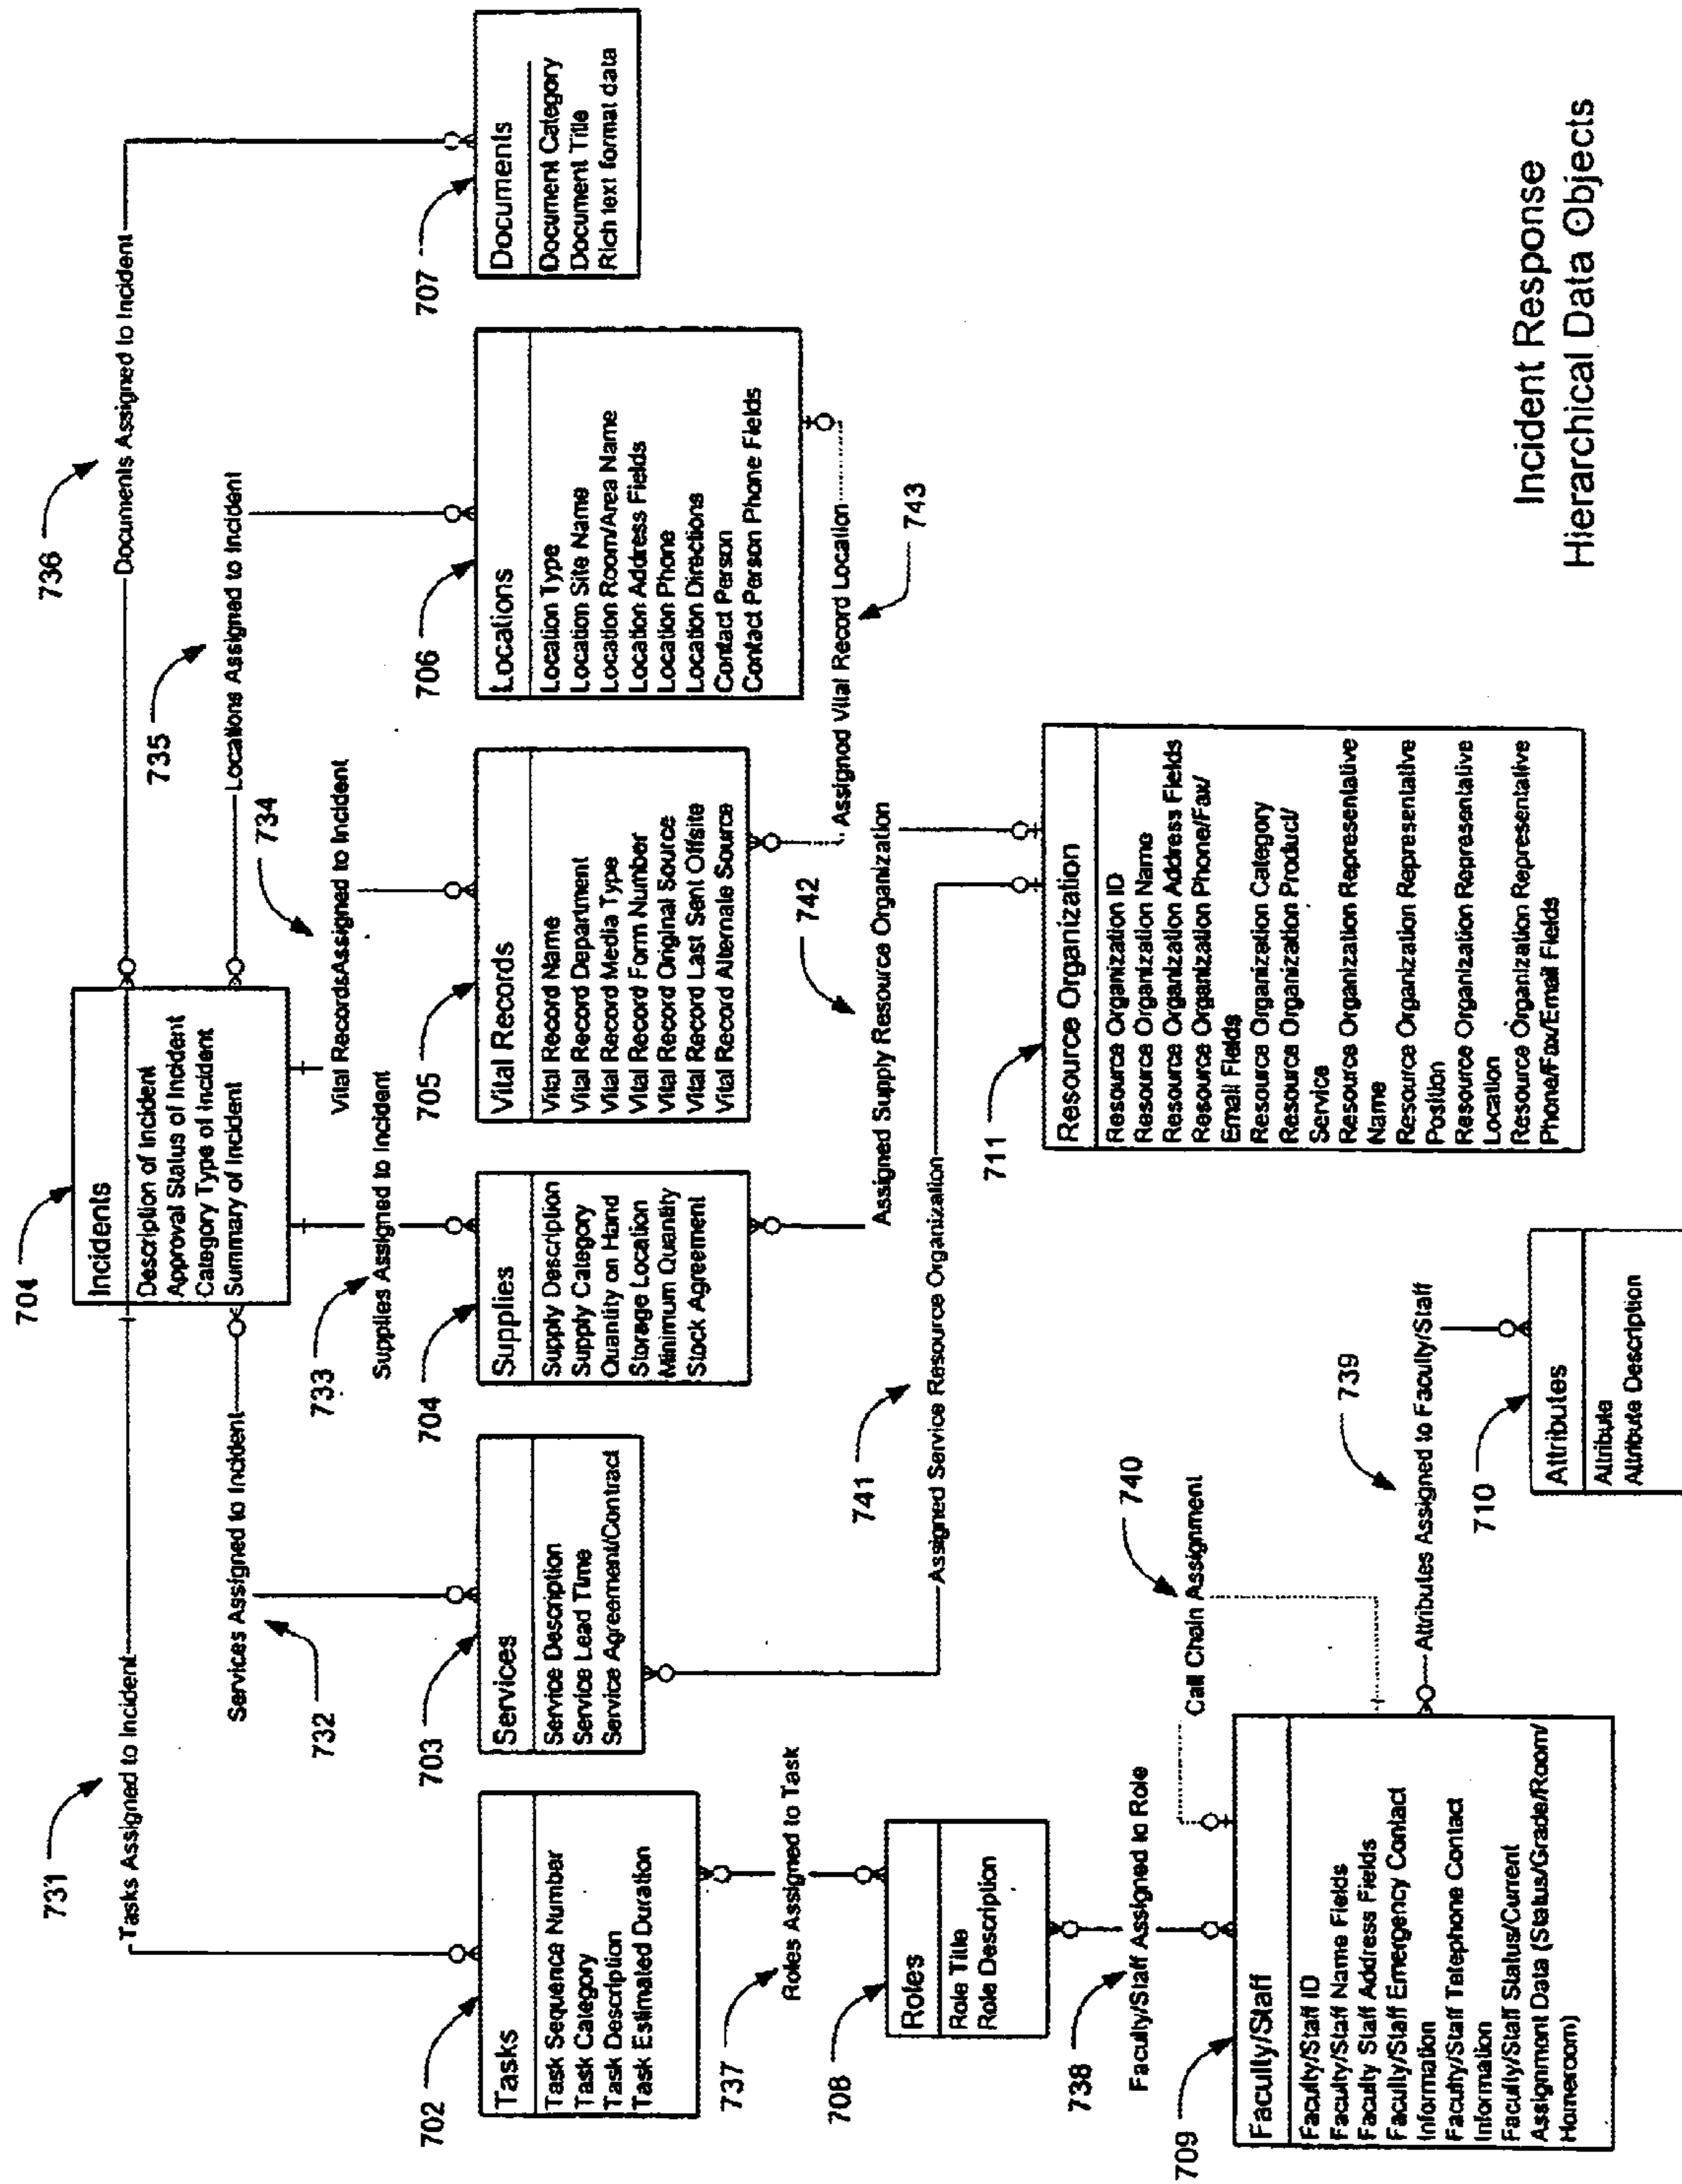 731
Tasks Assigned to Incident
704
Incidents
Description of Incident
Approval Status of Incident
Category Type of Incident
Summary of Incident
736
Documents Assigned to Incident
Services Assigned to Incident
732
733
Supplies Assigned to Incident
734
Vital RecordsAssigned to Incident
735
Locations Assigned to Incident
702
Tasks
Task Sequence Number
Task Category
Task Description
Task Estimated Duration
703
Services
Service Description
Service Lead Time
Service Agreement/Contract
704
Supplies
Supply Description
Supply Category
Quantity on Hand
Storage Location
Minimum Quantity
Stock Agreement
705
Vital Records
Vital Record Name
Vital Record Department
Vital Record Media Type
Vital Record Form Number
Vital Record Original Source
Vital Record Last Sent Offsite
Vital Record Alternate Source
706
Locations
Location Type
Location Site Name
Location Room/Area Name
Location Address Fields
Location Phone
Location Directions
Contact Person
Contact Person Phone Fields
707
Documents
Document Category
Document Title
Rich text format data
737
Roles Assigned to Task
741
Assigned Service Resource Organization
742
Assigned Supply Resource Organization
Assigned Vital Record Location
743
708
Roles
Role Title
Role Description
738
Faculty/Staff Assigned to Role
740
Call Chain Assignment
711
Resource Organization
Resource Organization ID
Resource Organization Name
Resource Organization Address Fields
Resource Organization Phone/Fax/
Email Fields
Resource Organization Category
Resource Organization Product/
Service
Resource Organization Representative
Name
Resource Organization Representative
Position
Resource Organization Representative
Location
Resource Organization Representative
Phone/Fax/Email Fields
709
Faculty/Staff
Faculty/Staff ID
Faculty/Staff Name Fields
Faculty Staff Address Fields
Faculty/Staff Emergency Contact
Information
Faculty/Staff Telephone Contact
Information
Faculty/Staff Status/Current
Assignment Data (Status/Grade/Room/
Homeroom)
739
Attributes Assigned to Faculty/Staff
710
Attributes
Attribute
Attribute Description
Incident Response
Hierarchical Data Objects